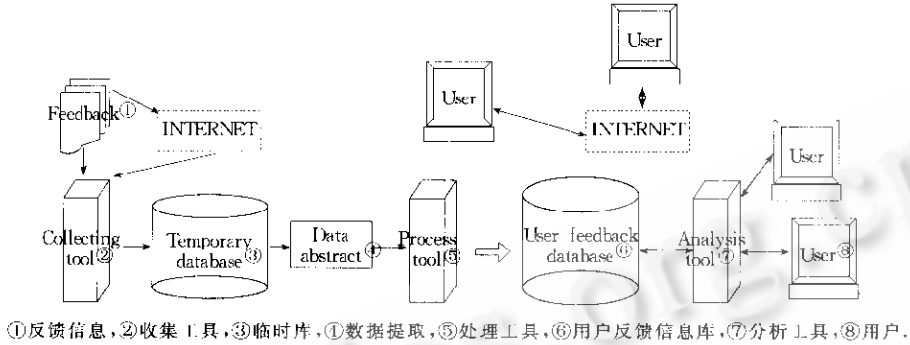 User
User
Feedback①
INTERNET
INTERNET
User
Collecting
tool②
Temporary
database③
Data
abstract④
Process
tool⑤
User feedback
database⑥
Analysis
tool⑦
User⑧
①反馈信息,②收集工具,③临时库,④数据提取,⑤处理工具,⑥用户反馈信息库,⑦分析工具,⑧用户.